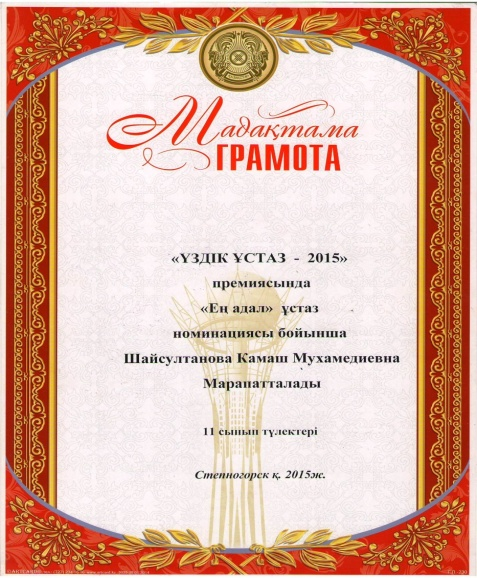 Мадақтама
ГРАМОТА
«ҮЗДІК ҰСТАЗ - 2015»
премиясында
«Ең адал» ұстаз
номинациясы бойынша
Шайсултанова Камаш Мухамедиевна
Марапатталады
11 сынып түлектері
Степногорск қ. 2015ж.